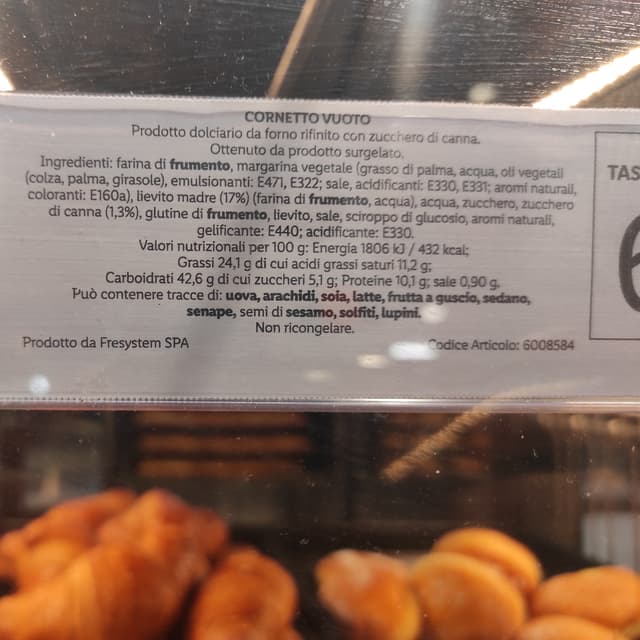 CORNETTO VUOTO
Prodotto dolciario da forno rifinito con zucchero di canna.
Ottenuto da prodotto surgelato.
Ingredienti: farina di frumento, margarina vegetale (grasso di palma, acqua, oli vegetali
(colza, palma, girasole), emulsionanti: E471, E322; sale, acidificanti: E330, E331; aromi naturali,
coloranti: E160a), lievito madre (17%) (farina di frumento, acqua), acqua, zucchero, zucchero
di canna (1,3%), glutine di frumento, lievito, sale, sciroppo di glucosio, aromi naturali,
gelificante: E440; acidificante: E330.
Valori nutrizionali per 100 g: Energia 1806 kJ / 432 kcal;
Grassi 24,1 g di cui acidi grassi saturi 11,2 g;
Carboidrati 42,6 g di cui zuccheri 5,1 g; Proteine 10,1 g; sale 0,90 g.
Può contenere tracce di: uova, arachidi, soia, latte, frutta a guscio, sedano,
senape, semi di sesamo, solfiti, lupini.
Non ricongelare.
Prodotto da Fresystem SPA
Codice Articolo: 6008584
TAS
6